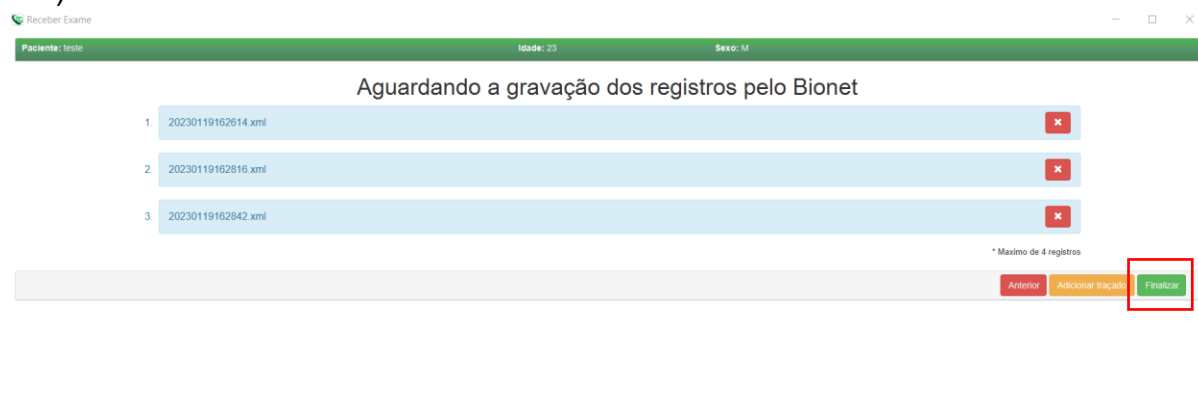 )
Receber Exame
Paciente: teste Idade: 23 Sexo: M
Aguardando a gravação dos registros pelo Bionet
1. 20230119162614.xml
2. 20230119162816.xml
3. 20230119162842.xml
* Maximo de 4 registros
Anterior Adicionar traçado Finalizar